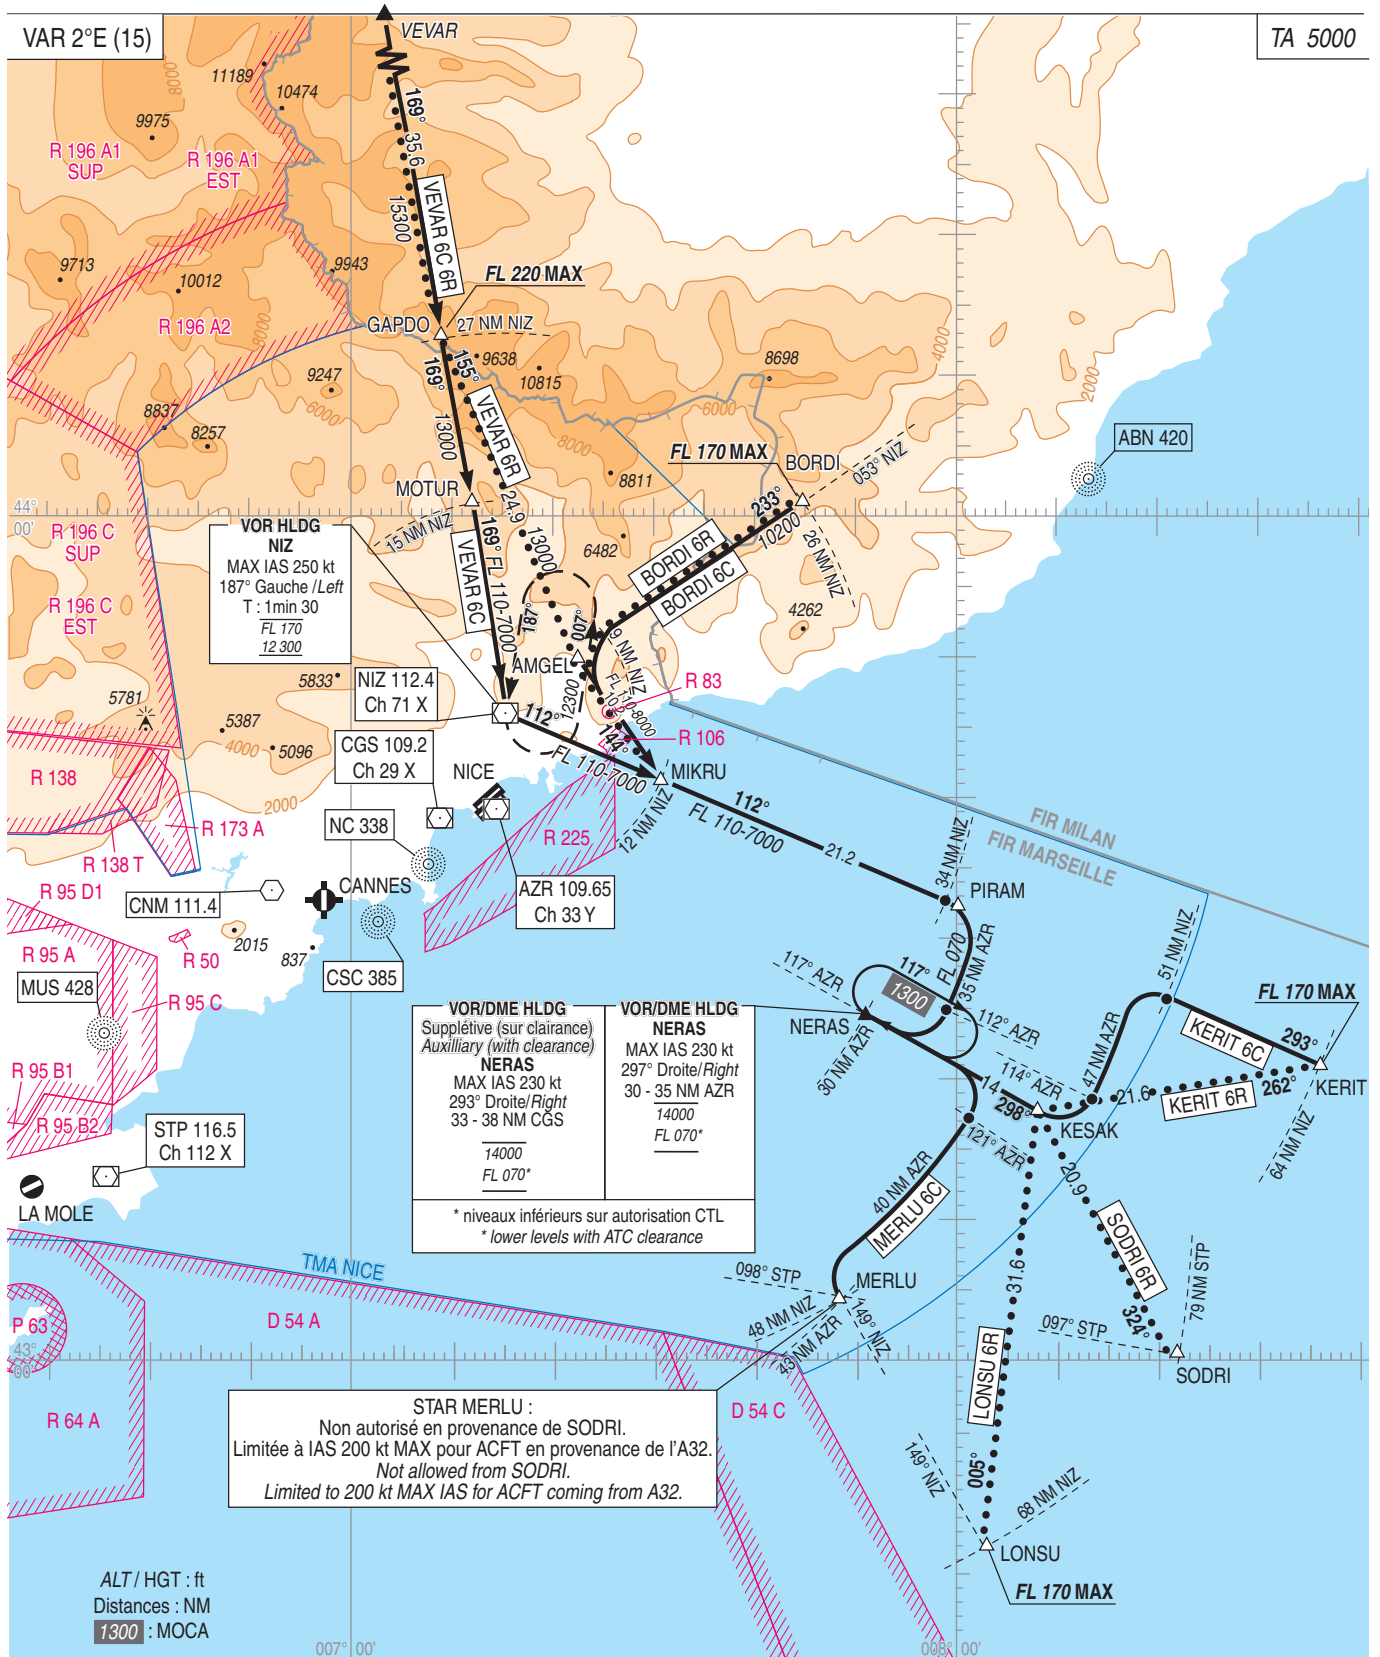 VAR 2°E (15)
VEVAR
TA 5000
11189
10474
9975
8000
R 196 A1
SUP
R 196 A1
EST
169°
35.6
15300
VEVAR 6C 6R
9713
10012
9943
FL 220 MAX
GAPDO
27 NM NIZ
R 196 A2
8000
4000
2000
9638
10815
8698
9247
6000
169°
155°
13000
VEVAR 6R
8837
8257
6000
8000
ABN 420
FL 170 MAX
BORDI
053° NIZ
8811
MOTUR
24.9
233°
10200
44°
00'
15 NM NIZ
13000
6482
26 NM NIZ
R 196 C
SUP
VOR HLDG
NIZ
MAX IAS 250 kt
187° Gauche /Left
T : 1min 30
FL 170
12 300
169° FL 110-7000
VEVAR 6C
BORDI 6R
BORDI 6C
R 196 C
EST
187°
007°
4262
AMGEL
9 NM NIZ
5833
NIZ 112.4
Ch 71 X
12300
FL 110-8000
10.2
R 83
5781
5387
4000
5096
112°
FL 110-7000
44°
R 106
CGS 109.2
Ch 29 X
R 138
NICE
MIKRU
2000
112°
FL 110-7000
21.2
FIR MILAN
FIR MARSEILLE
R 173 A
NC 338
R 225
12 NM NIZ
R 138 T
34 NM NIZ
R 95 D1
CNM 111.4
CANNES
AZR 109.65
Ch 33 Y
PIRAM
2015
837
R 50
R 95 A
CSC 385
FL 070
35 NM AZR
51 NM NIZ
117° AZR
117°
1300
MUS 428
R 95 C
FL 170 MAX
VOR/DME HLDG
Supplétive (sur clairance)
Auxilliary (with clearance)
NERAS
MAX IAS 230 kt
293° Droite/Right
33 - 38 NM CGS
14000
FL 070*
VOR/DME HLDG
NERAS
MAX IAS 230 kt
297° Droite/Right
30 - 35 NM AZR
14000
FL 070*
* niveaux inférieurs sur autorisation CTL
* lower levels with ATC clearance
NERAS
30 NM AZR
112° AZR
KERIT 6C
293°
47 NM AZR
114° AZR
14
298°
21.6
KERIT 6R
262°
KERIT
KESAK
R 95 B1
R 95 B2
STP 116.5
Ch 112 X
121° AZR
64 NM NIZ
20.9
LA MOLE
40 NM AZR
MERLU 6C
SODRI 6R
TMA NICE
31.6
098° STP
MERLU
79 NM STP
P 63
D 54 A
48 NM NIZ
43 NM AZR
149° NIZ
097° STP
324°
43°
00'
SODRI
STAR MERLU :
Non autorisé en provenance de SODRI.
Limitée à IAS 200 kt MAX pour ACFT en provenance de l'A32.
Not allowed from SODRI.
Limited to 200 kt MAX IAS for ACFT coming from A32.
LONSU 6R
R 64 A
D 54 C
149° NIZ
005°
68 NM NIZ
LONSU
FL 170 MAX
ALT / HGT : ft
Distances : NM
1300 : MOCA
007° 00'
008° 00'